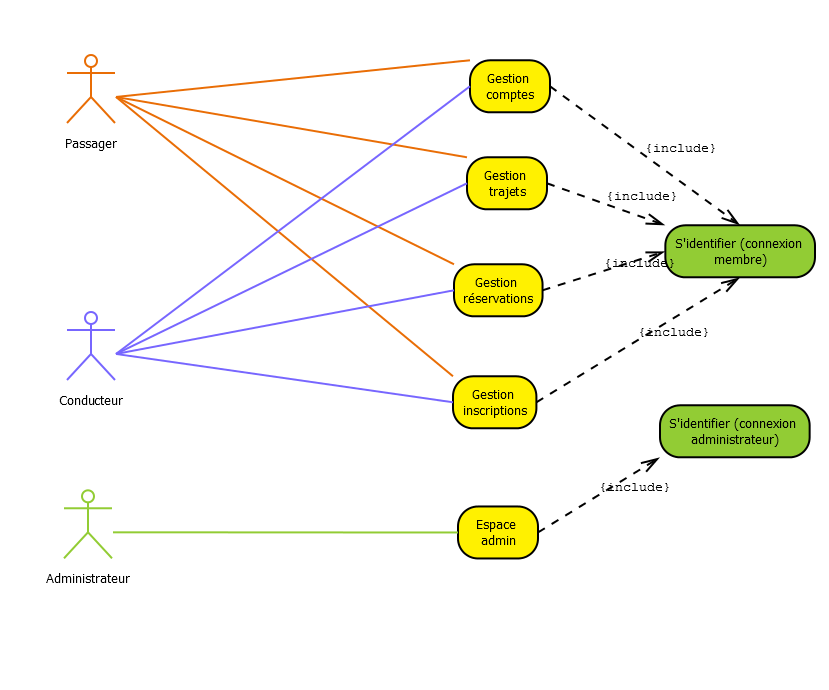 Gestion
comptes
Passager
{include}
Gestion
trajets
{include}
S'identifier (connexion
membre)
{include}
Gestion
réservations
{include}
Conducteur
Gestion
inscriptions
S'identifier (connexion
administrateur)
{include}
Espace
admin
Administrateur